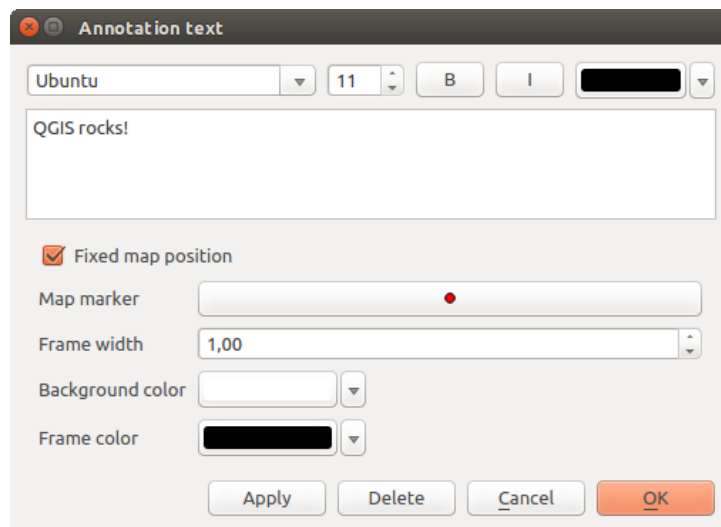 Annotation text
Ubuntu 11 B I
QGIS rocks!
Fixed map position
Map marker
Frame width 1,00
Background color
Frame color
Apply Delete Cancel OK